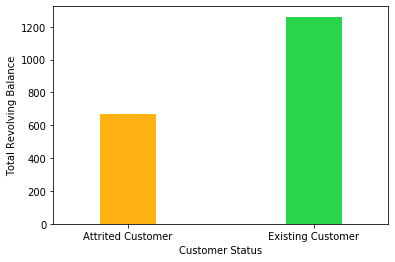 1200
1000
800
600
400
200
0
Total Revolving Balance
Attrited Customer
Existing Customer
Customer Status